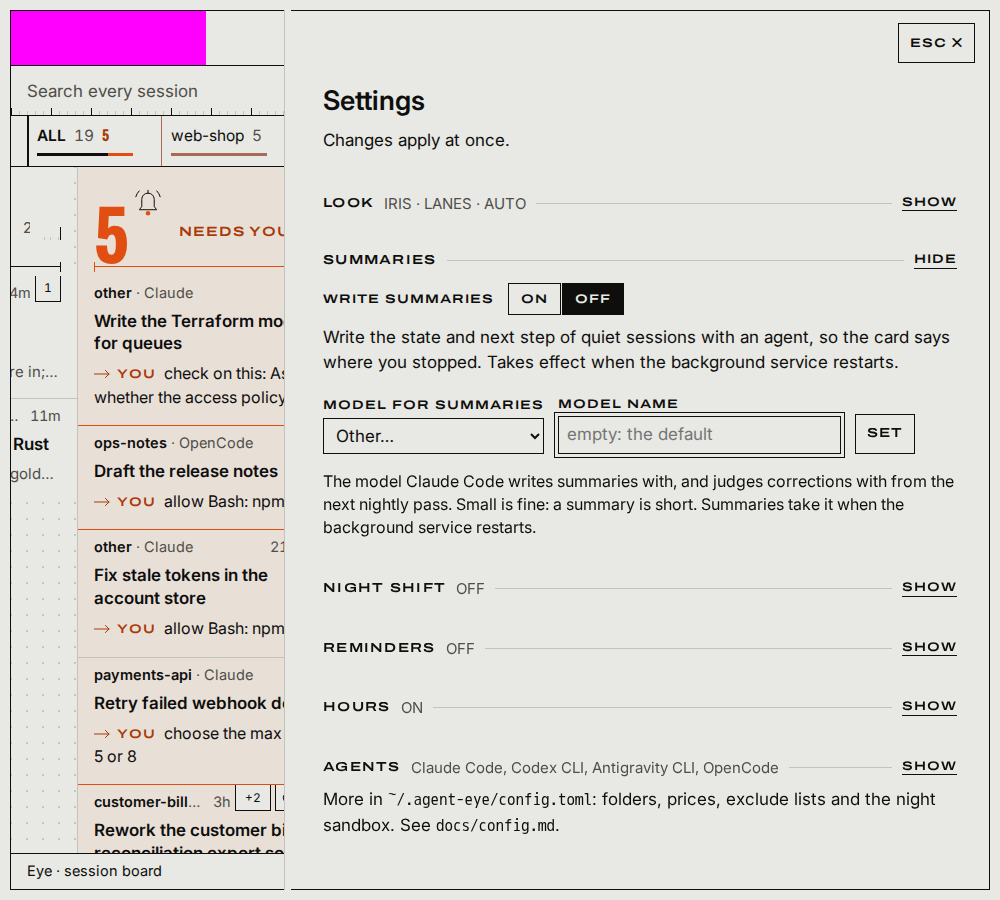 ESC ✕
Search every session
ALL 19 5
web-shop 5
5
NEEDS YOU
4m 1
re in;...
11m
Rust
gold...
other · Claude
Write the Terraform
for queues
→ YOU check on this:
whether the access policy
ops-notes · OpenCode
Draft the release notes
→ YOU allow Bash: npm
other · Claude
Fix stale tokens in the
account store
→ YOU allow Bash: npm
payments-api · Claude
Retry failed webhook
→ YOU choose the max
5 or 8
customer-bill... 3h +2
Rework the customer
reconciliation export
Eye · session board
Settings
Changes apply at once.
LOOK IRIS · LANES · AUTO SHOW
SUMMARIES HIDE
WRITE SUMMARIES ON OFF
Write the state and next step of quiet sessions with an agent, so the card says
where you stopped. Takes effect when the background service restarts.
MODEL FOR SUMMARIES MODEL NAME
Other... empty: the default SET
The model Claude Code writes summaries with, and judges corrections with from the
next nightly pass. Small is fine: a summary is short. Summaries take it when the
background service restarts.
NIGHT SHIFT OFF SHOW
REMINDERS OFF SHOW
HOURS ON SHOW
AGENTS Claude Code, Codex CLI, Antigravity CLI, OpenCode SHOW
More in ~/.agent-eye/config.toml: folders, prices, exclude lists and the night
sandbox. See docs/config.md.